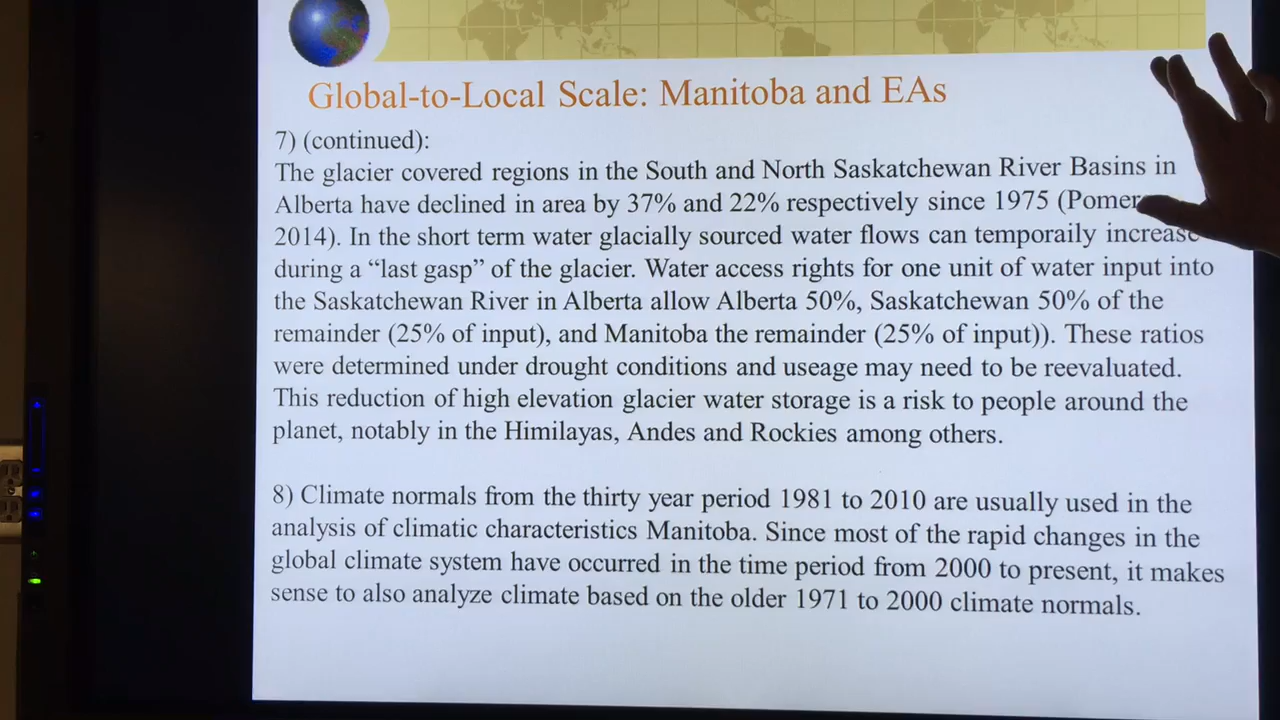 Global-to-Local Scale: Manitoba and EAs
7) (continued):
The glacier covered regions in the South and North Saskatchewan River Basins in
Alberta have declined in area by 37% and 22% respectively since 1975
2014). In the short term water glacially sourced water flows can temporaily increase
during a “last gasp” of the glacier. Water access rights for one unit of water input into
the Saskatchewan River in Alberta allow Alberta 50%, Saskatchewan 50% of the
remainder (25% of input), and Manitoba the remainder (25% of input)). These ratios
were determined under drought conditions and useage may need to be reevaluated.
This reduction of high elevation glacier water storage is a risk to people around the
planet, notably in the Himilayas, Andes and Rockies among others.
8) Climate normals from the thirty year period 1981 to 2010 are usually used in the
analysis of climatic characteristics Manitoba. Since most of the rapid changes in the
global climate system have occurred in the time period from 2000 to present, it makes
sense to also analyze climate based on the older 1971 to 2000 climate normals.